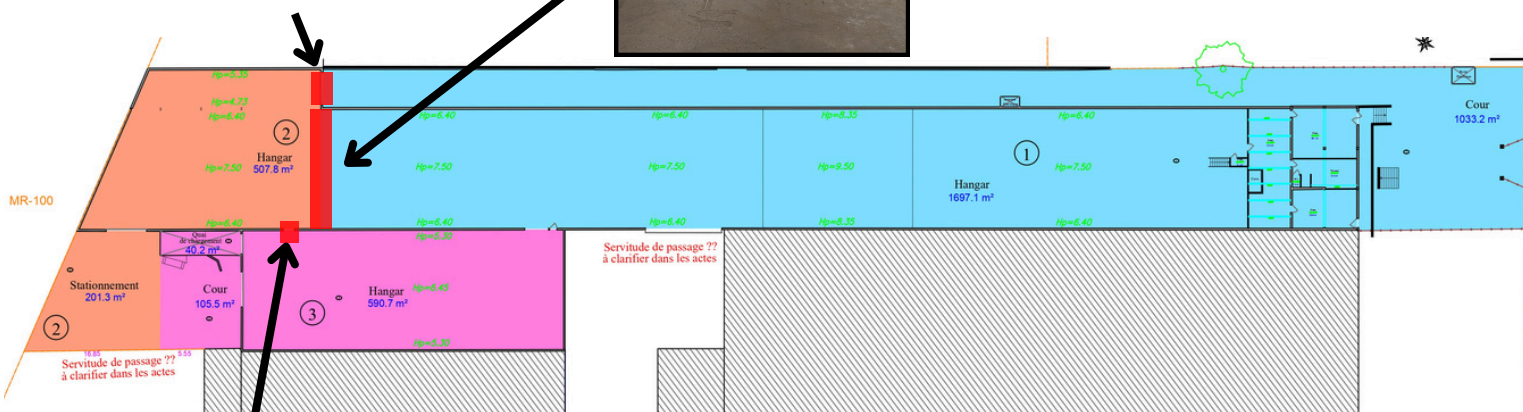 Hp=5.35
Hp=4.75
Hp=6.40
Hp=6.40
Hp=6.40
Hp=8.35
Hp=6.40
2
Hangar
507.8 m²
Hp=7.50
Hp=7.50
Hp=7.50
Hp=9.50
1
Hp=7.50
Hangar
1697.1 m²
Cour
1033.2 m²
MR-100
Hp=6.40
Hp=6.40
Hp=6.40
Hp=8.35
Hp=6.40
Quai
de chargement
40.2 m²
Hp=5.30
Servitude de passage ??
à clarifier dans les actes
Stationnement
201.3 m²
Cour
105.5 m²
Hangar
590.7 m²
Hp=6.45
3
2
Hp=5.30
16.85
5.55
Servitude de passage ??
à clarifier dans les actes